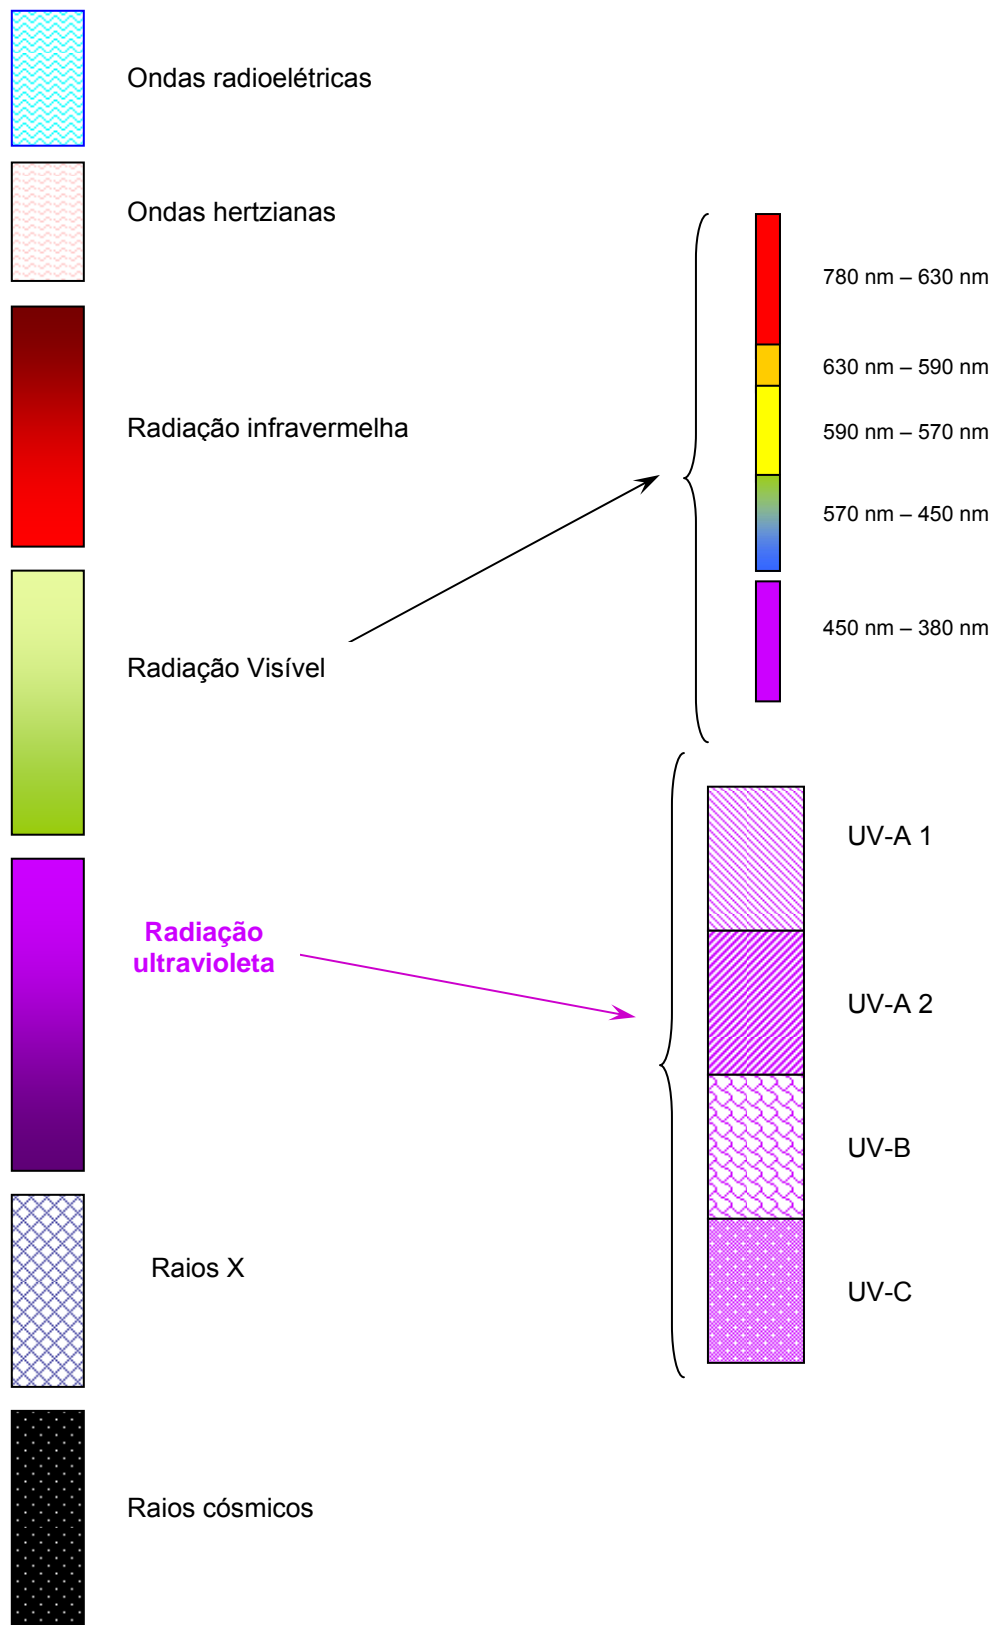 Ondas radioelétricas
Ondas hertzianas
780 nm – 630 nm
630 nm – 590 nm
Radiação infravermelha
590 nm – 570 nm
570 nm – 450 nm
450 nm – 380 nm
Radiação Visível
UV-A 1
Radiação
ultravioleta
UV-A 2
UV-B
Raios X
UV-C
Raios cósmicos